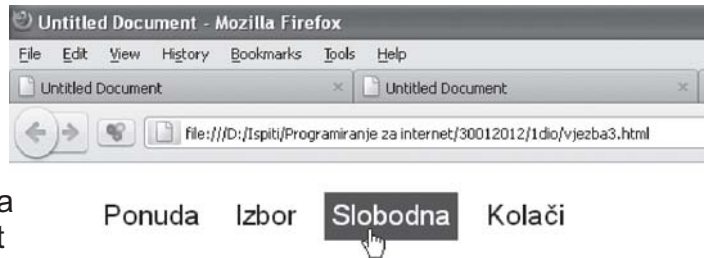 Untitled Document - Mozilla Firefox
File Edit View History Bookmarks Tools Help
Untitled Document × Untitled Document ×
file:///D:/Ispiti/Programiranje za internet/30012012/1dio/vjezba3.html
a
t
Ponuda Izbor Slobodna Kolači